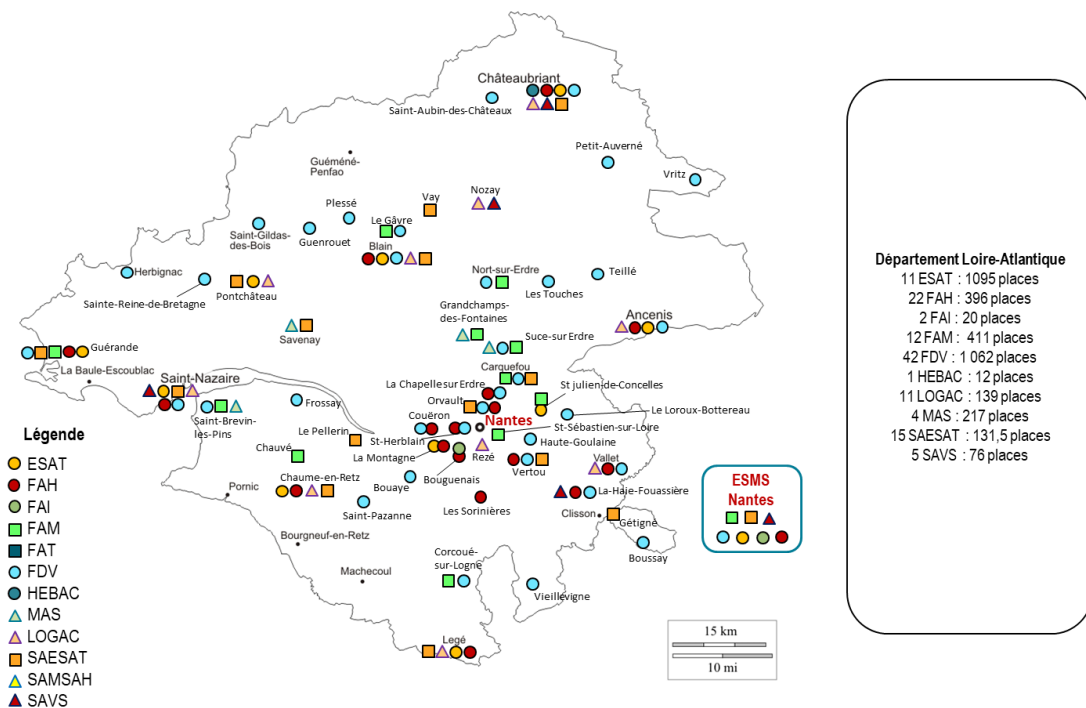 Châteaubriant
Saint-Aubin-des-Châteaux
Petit-Auverné
Guéméné-
Penfao
Vritz
Nozay
Vay
Plessé
Le Gâvre
Saint-Gildas-
des-Bois
Guenrouet
Blain
Herbignac
Teillé
Nort-sur-Erdre
Les Touches
Sainte-Reine-de-Bretagne
Pontchâteau
Grandchamps-
des-Fontaines
Ancenis
Savenay
Suce-sur Erdre
Guérande
Carquefou
La Baule-Escoublac
Saint-Nazaire
La Chapelle sur Erdre
St julien-de-Concelles
Orvault
Frossay
Saint-Brevin-
les-Pins
Couëron
Nantes
Le Loroux-Bottereau
St-Sébastien-sur-Loire
Le Pellerin
St-Herblain
Haute-Goulaine
Chauvé
La Montagne
Rezé
Vertou
Vallet
Bouguenais
Chaume-en-Retz
Bouaye
La-Haie-Fouassière
Pornic
Saint-Pazanne
Les Sorinières
Clisson
Gétigné
Bourgneuf-en-Retz
Boussay
Corcoué-
sur-Logne
Machecoul
Vieillevigne
Legé
Légende
ESAT
FAH
FAI
FAM
FAT
FDV
HEBAC
MAS
LOGAC
SAESAT
SAMSAH
SAVS
ESMS
Nantes
15 km
10 mi
Département Loire-Atlantique
11 ESAT : 1095 places
22 FAH : 396 places
2 FAI : 20 places
12 FAM : 411 places
42 FDV : 1 062 places
1 HEBAC : 12 places
11 LOGAC : 139 places
4 MAS : 217 places
15 SAESAT : 131,5 places
5 SAVS : 76 places